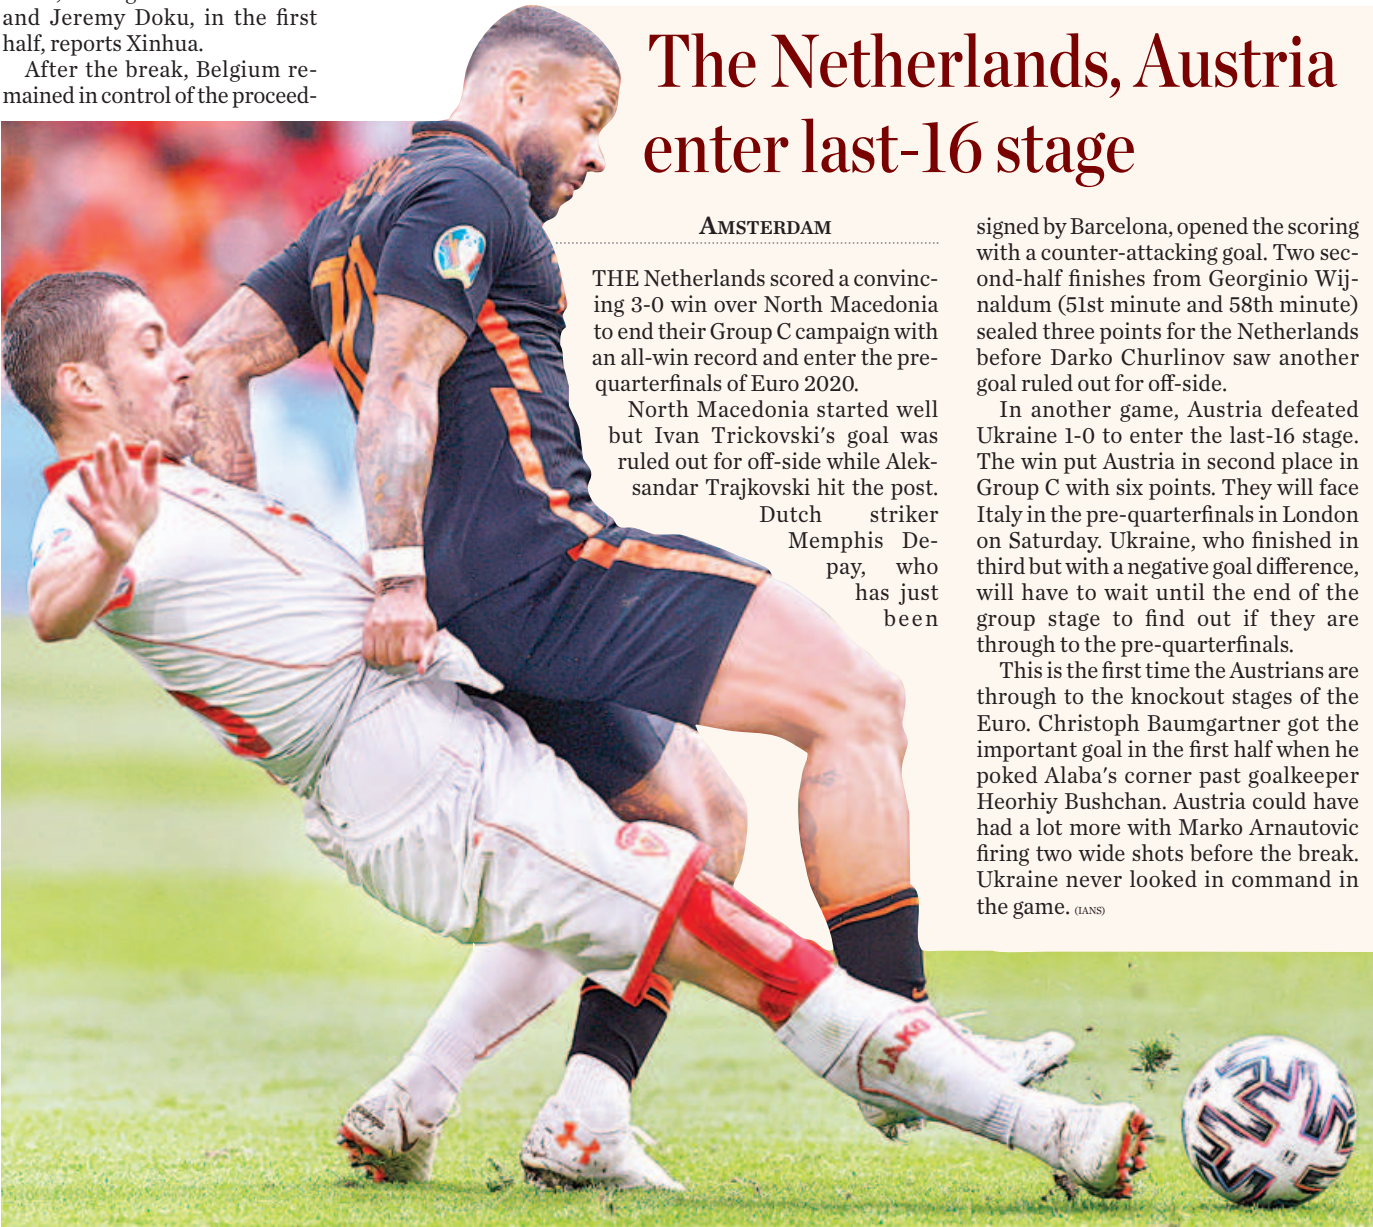 and Jeremy Doku, in the first
half, reports Xinhua.
After the break, Belgium re-
mained in control of the proceed-
The Netherlands, Austria
enter last-16 stage
AMSTERDAM
THE Netherlands scored a convinc-
ing 3-0 win over North Macedonia
to end their Group C campaign with
an all-win record and enter the pre-
quarterfinals of Euro 2020.
North Macedonia started well
but Ivan Trickovski's goal was
ruled out for off-side while Alek-
sandar Trajkovski hit the post.
Dutch striker
Memphis De-
pay, who
has just
been
signed by Barcelona, opened the scoring
with a counter-attacking goal. Two sec-
ond-half finishes from Georginio Wij-
naldum (51st minute and 58th minute)
sealed three points for the Netherlands
before Darko Churlinov saw another
goal ruled out for off-side.
In another game, Austria defeated
Ukraine 1-0 to enter the last-16 stage.
The win put Austria in second place in
Group C with six points. They will face
Italy in the pre-quarterfinals in London
on Saturday. Ukraine, who finished in
third but with a negative goal difference,
will have to wait until the end of the
group stage to find out if they are
through to the pre-quarterfinals.
This is the first time the Austrians are
through to the knockout stages of the
Euro. Christoph Baumgartner got the
important goal in the first half when he
poked Alaba's corner past goalkeeper
Heorhiy Bushchan. Austria could have
had a lot more with Marko Arnautovic
firing two wide shots before the break.
Ukraine never looked in command in
the game. (IANS)
10
JAKO